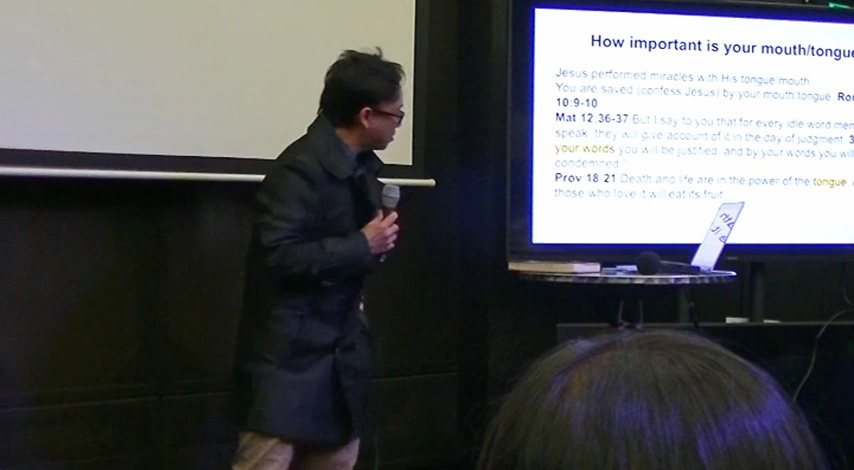 How important is your mouth/tongue
Jesus performed miracles with His tongue/mouth
You are saved (confess Jesus) by your mouth/tongue. Rom
10:9-10
Mat 12:36-37 But I say to you that for every idle word men
speak, they will give account of it in the day of judgment. 3
your words you will be justified, and by your words you will
condemned."
Prov 18:21 Death and life are in the power of the tongue,
those who love it will eat its fruit